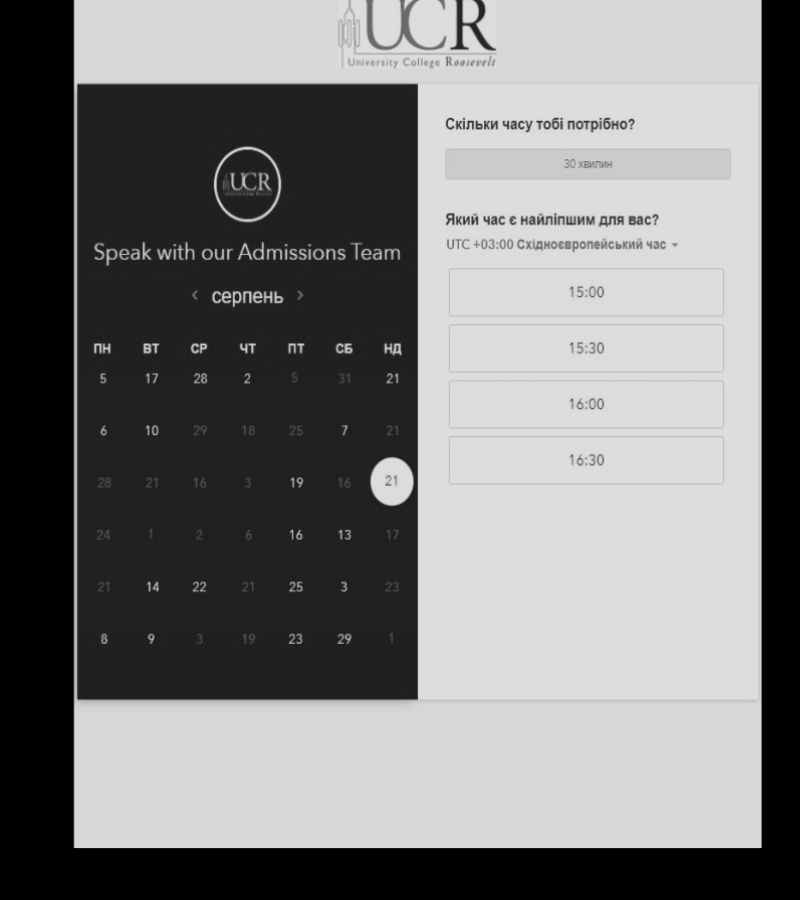 UCR
University College Roosevelt
UCR
Speak with our Admissions Team
‹ серпень ›
ПН ВТ СР ЧТ ПТ СБ НД
5 17 28 2 5 31 21
6 10 29 18 25 7 21
28 21 16 3 19 16 21
24 1 2 6 16 13 17
21 14 22 21 25 3 23
8 9 3 19 23 29 1
Скільки часу тобі потрібно?
30 хвилин
Який час є найліпшим для вас?
UTC +03:00 Східноєвропейський час
15:00
15:30
16:00
16:30